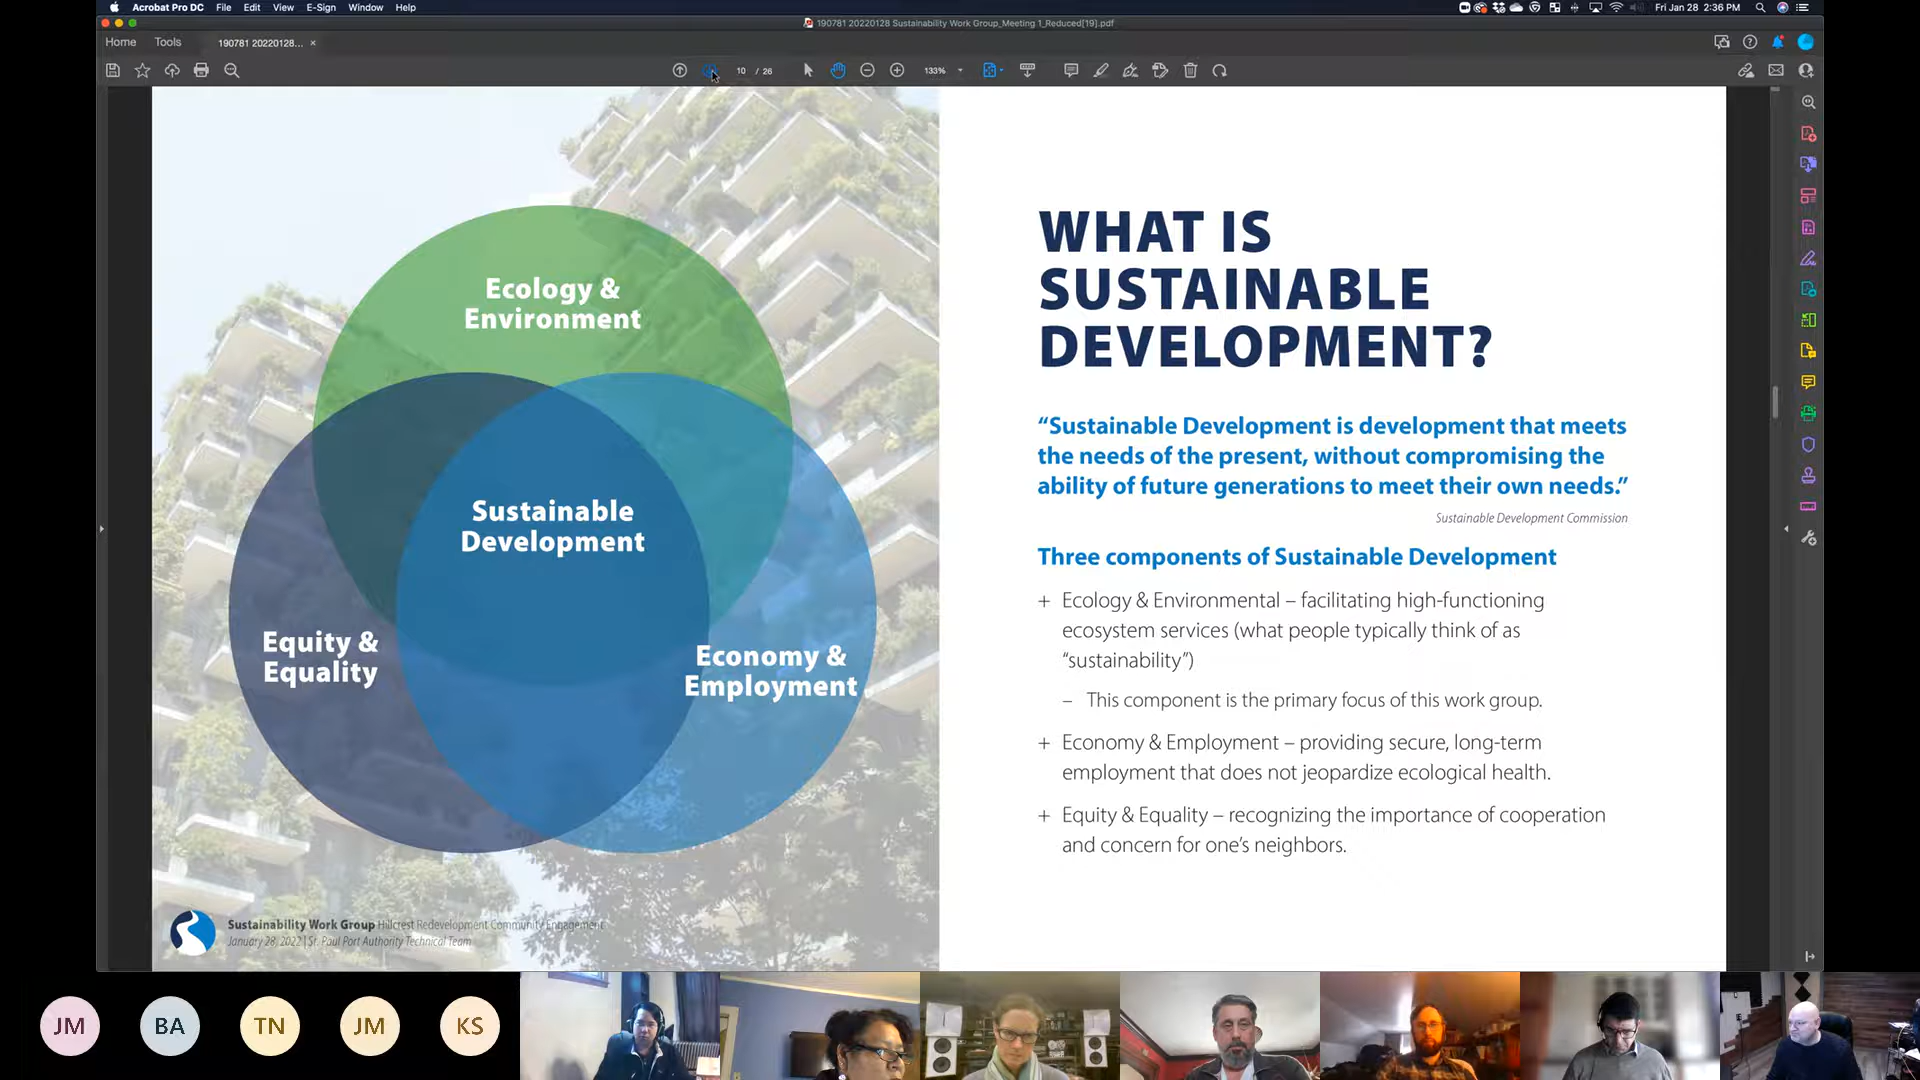 Acrobat Pro DC File Edit View E-Sign Window Help
Fri Jan 28 2:36 PM
190781 20220128 Sustainability Work Group_Meeting 1_Reduced[19].pdf
Home Tools 190781 20220128... ×
10 / 26
133%
Ecology &
Environment
Sustainable
Development
Equity &
Equality
Economy &
Employment
Sustainability Work Group Hillcrest Redevelopment Community Engagement
January 28, 2022 | St. Paul Port Authority Technical Team
WHAT IS
SUSTAINABLE
DEVELOPMENT?
“Sustainable Development is development that meets
the needs of the present, without compromising the
ability of future generations to meet their own needs.”
Sustainable Development Commission
Three components of Sustainable Development
+ Ecology & Environmental – facilitating high-functioning
ecosystem services (what people typically think of as
“sustainability”)
– This component is the primary focus of this work group.
+ Economy & Employment – providing secure, long-term
employment that does not jeopardize ecological health.
+ Equity & Equality – recognizing the importance of cooperation
and concern for one’s neighbors.
JM BA TN JM KS